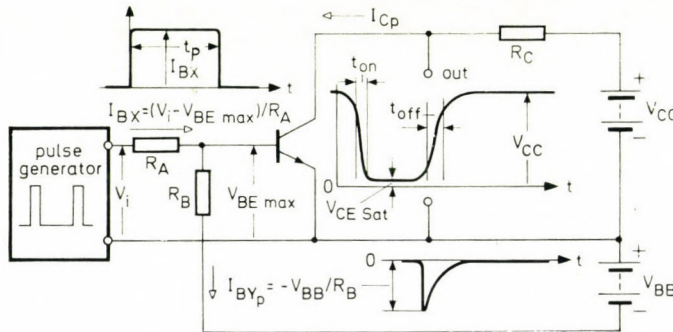 I_Cp
t_p
I_BX
t
t_on
out
R_C
+
I_BX=(V_i-V_BE max)/R_A
t_off
V_CC
V_CC
-
pulse generator
R_A
V_i
R_B
V_BE max
0
t
V_CE Sat
I_BYp = -V_BB/R_B
0
t
+
V_BB
-